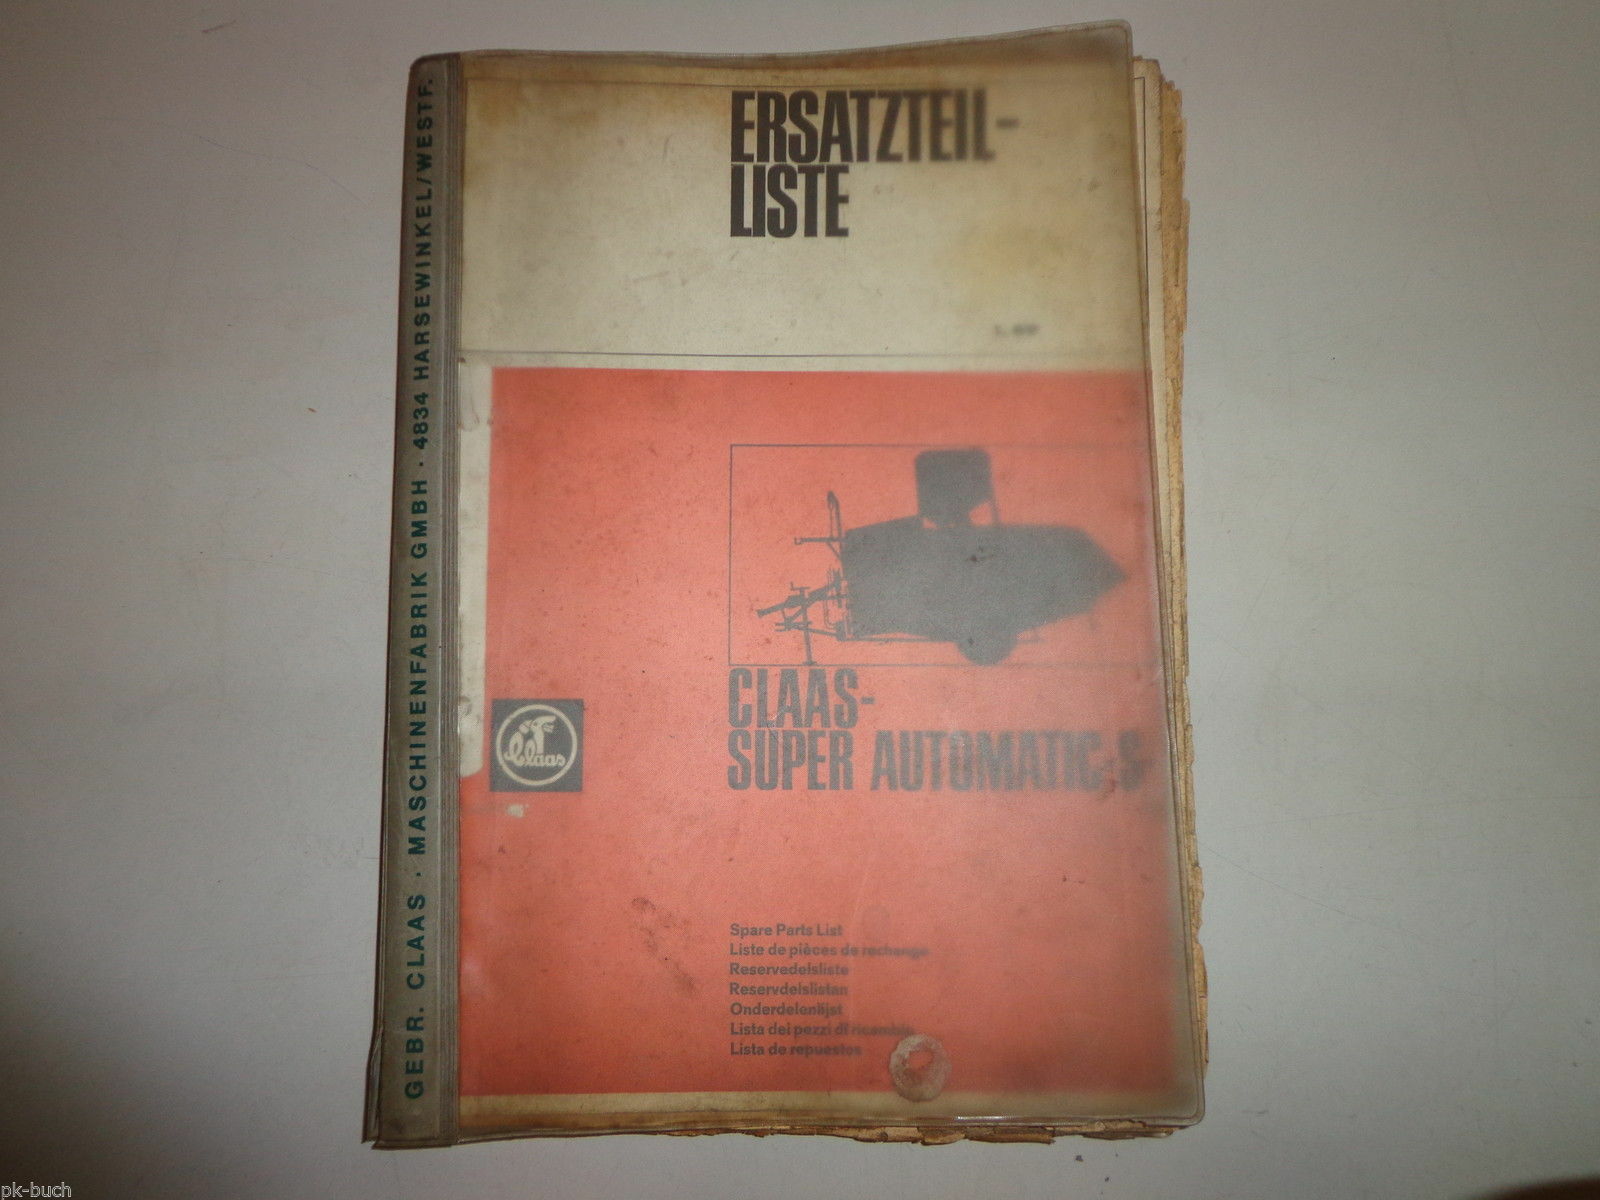 ERSATZTEIL-
LISTE
CLAAS-
SUPER AUTOMATIC-S-
Claas
Spare Parts List
Liste de pièces de rechange
Reservedelsliste
Reservdelslistan
Onderdelenlijst
Lista dei pezzi di ricambio
Lista de repuestos
GEBR. CLAAS · MASCHINENFABRIK GMBH · 4834 HARSEWINKEL/WESTF.
pk-buch